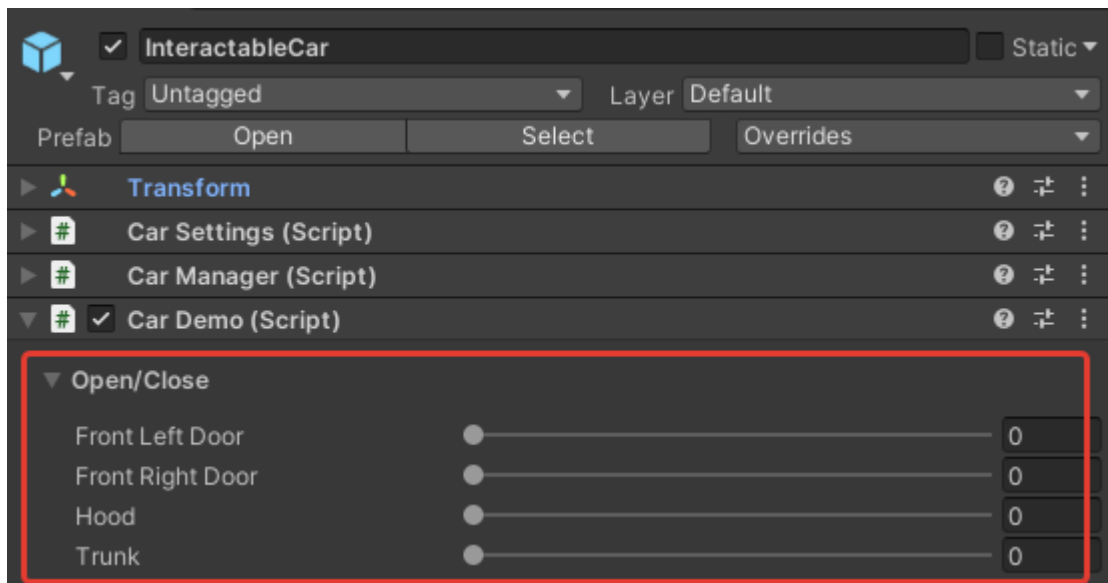 InteractableCar Static
Tag Untagged Layer Default
Prefab Open Select Overrides
Transform
# Car Settings (Script)
# Car Manager (Script)
# Car Demo (Script)
Open/Close
Front Left Door 0
Front Right Door 0
Hood 0
Trunk 0